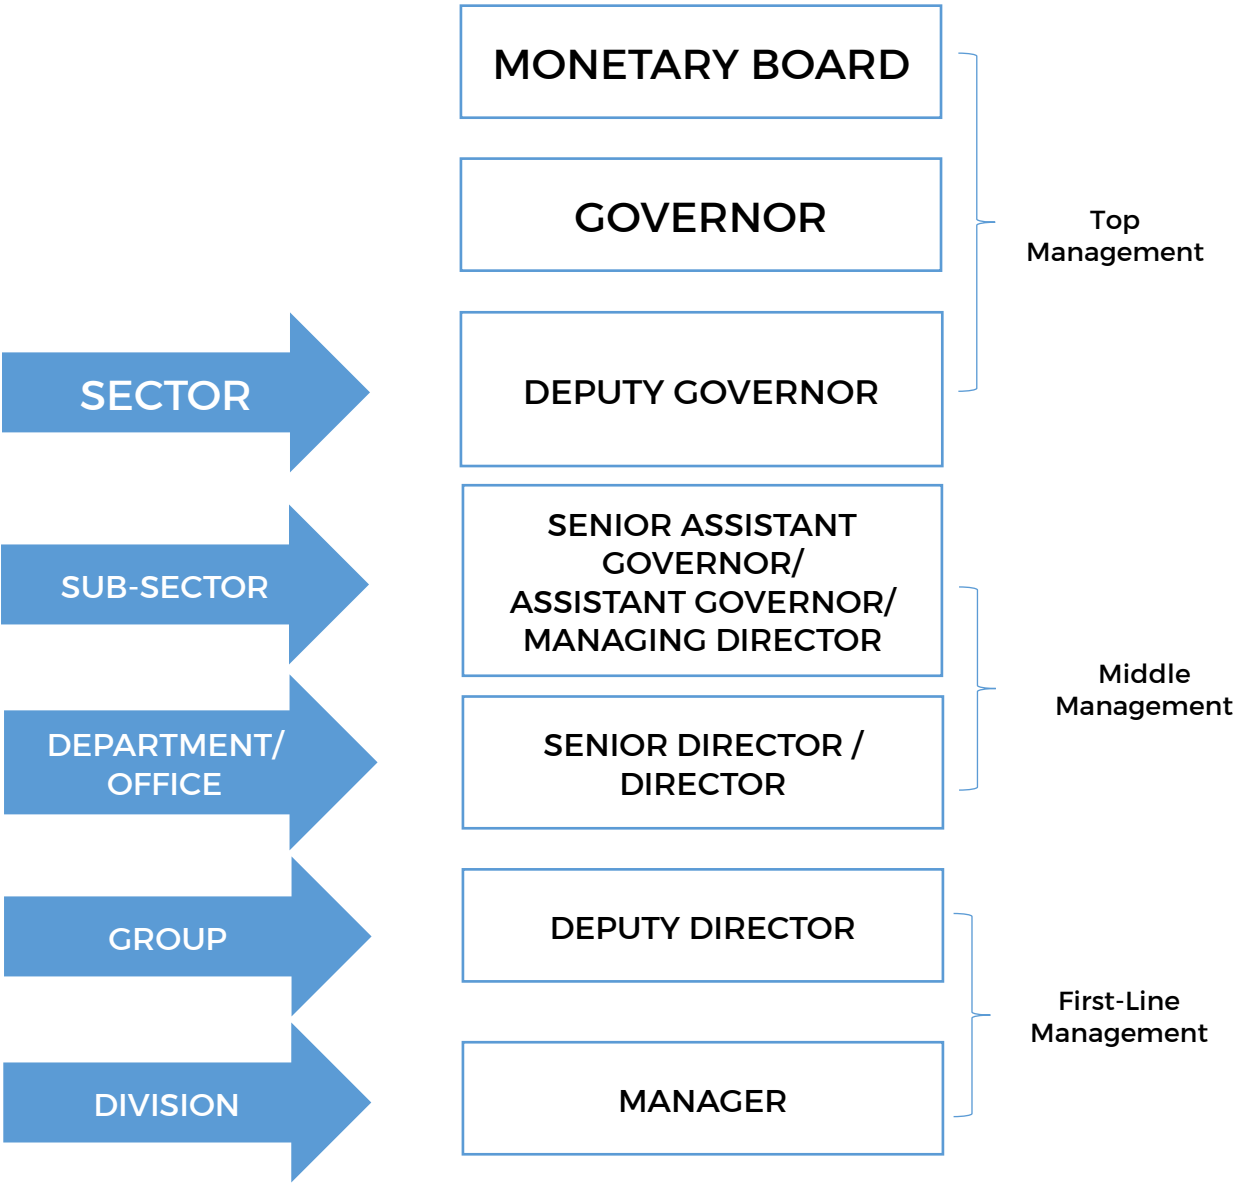 MONETARY BOARD
GOVERNOR
Top
Management
SECTOR
DEPUTY GOVERNOR
SUB-SECTOR
SENIOR ASSISTANT
GOVERNOR/
ASSISTANT GOVERNOR/
MANAGING DIRECTOR
Middle
Management
DEPARTMENT/
OFFICE
SENIOR DIRECTOR /
DIRECTOR
GROUP
DEPUTY DIRECTOR
First-Line
Management
DIVISION
MANAGER